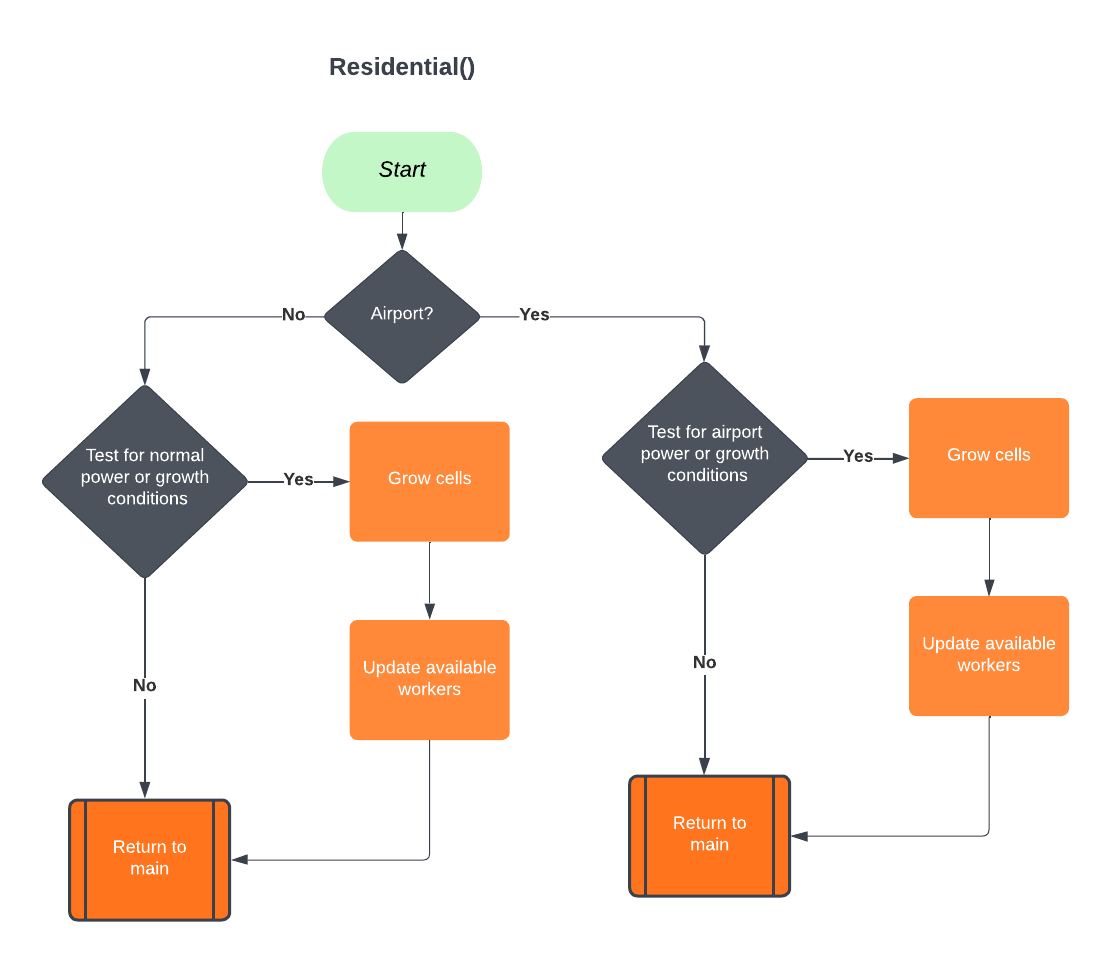 Residential()
Start
Airport?
No
Yes
Test for normal
power or growth
conditions
Yes
Grow cells
Update available
workers
No
Return to
main
Test for airport
power or growth
conditions
Yes
Grow cells
Update available
workers
No
Return to
main